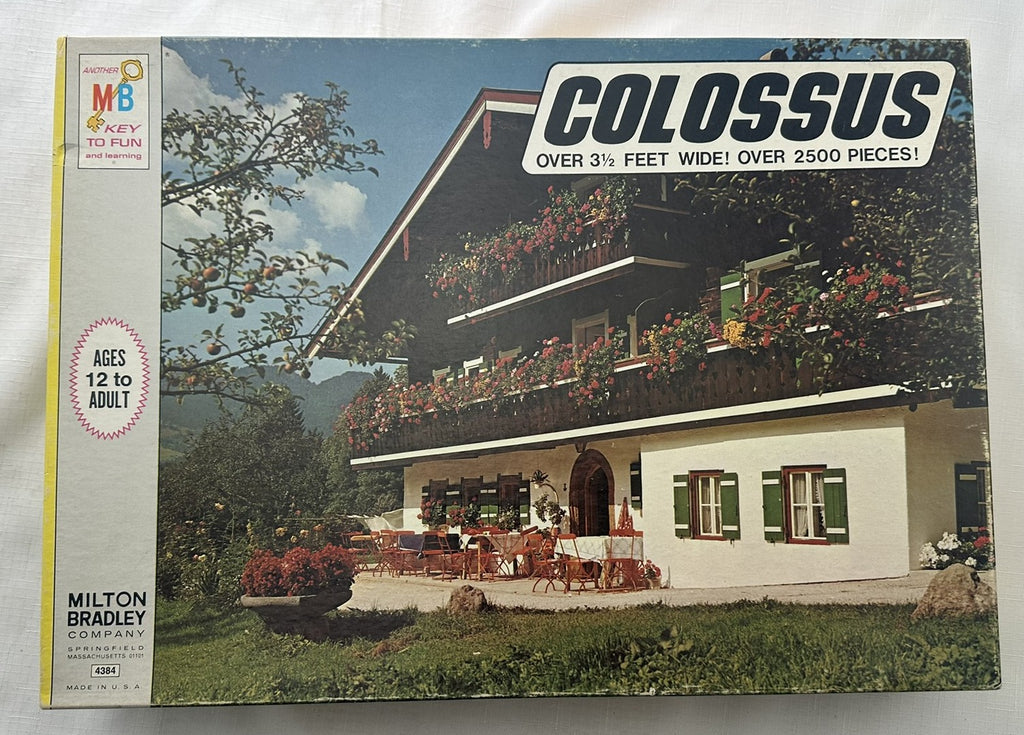 ANOTHER
MB
KEY
TO FUN
and learning
COLOSSUS
OVER 3½ FEET WIDE! OVER 2500 PIECES!
AGES
12 to
ADULT
MILTON
BRADLEY
COMPANY
SPRINGFIELD
MASSACHUSETTS 01101
4384
MADE IN U.S.A.